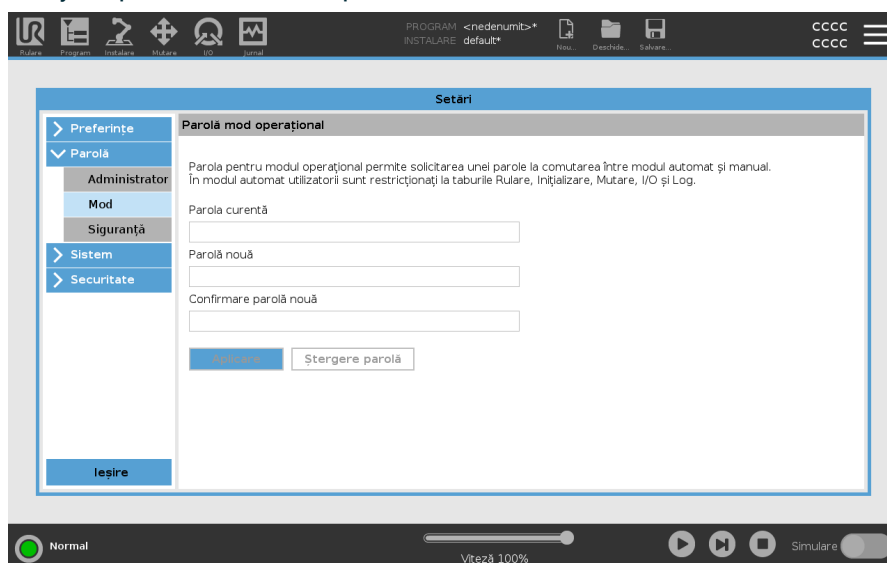 PROGRAM <nedenumit>*
INSTALARE default*
Rulare Program Instalare Mutare I/O Jurnal Nou... Deschide... Salvare...
cccc
cccc
Setări
Preferințe
Parolă
Administrator
Mod
Siguranță
Sistem
Securitate
Ieșire
Parolă mod operațional
Parola pentru modul operațional permite solicitarea unei parole la comutarea între modul automat și manual.
În modul automat utilizatorii sunt restricționați la taburile Rulare, Inițializare, Mutare, I/O și Log.
Parola curentă
Parolă nouă
Confirmare parolă nouă
Aplicare Ștergere parolă
Normal
Viteză 100%
Simulare